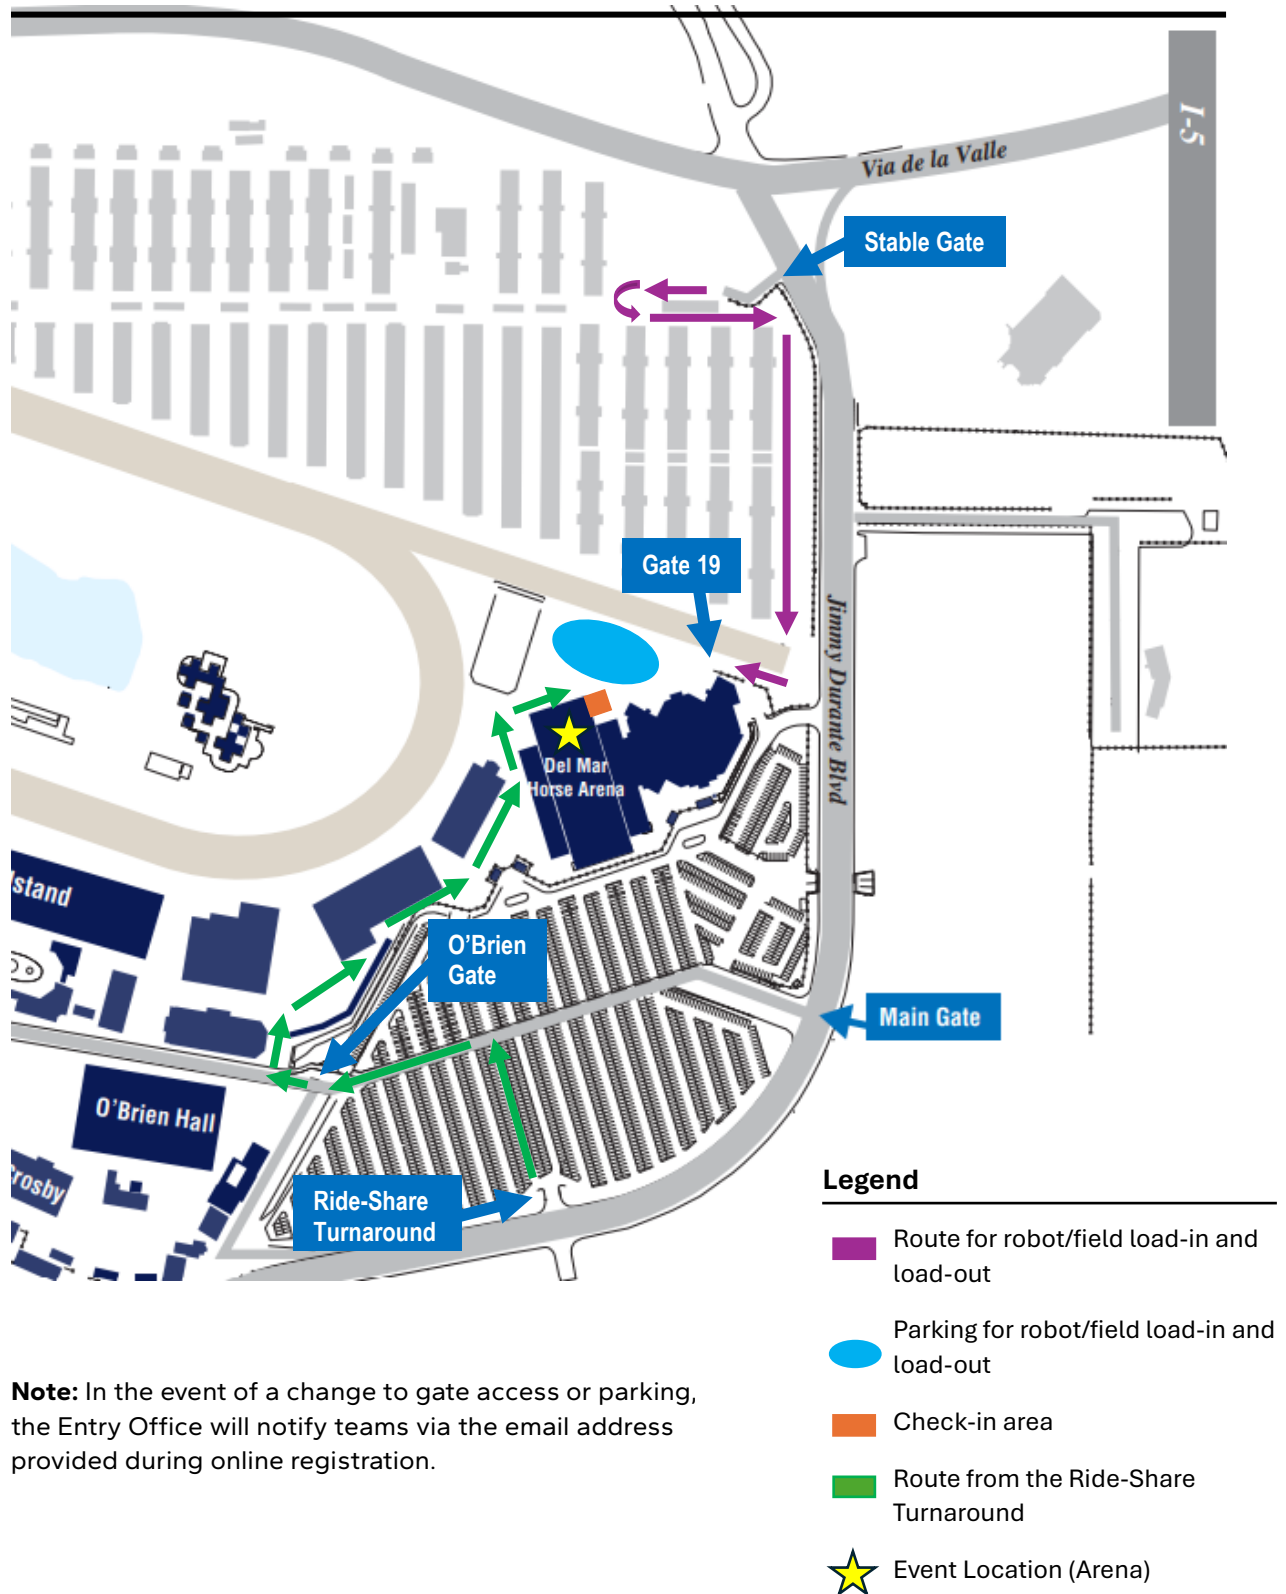 I-5
Via de la Valle
Stable Gate
Gate 19
Jimmy Durante Blvd
Del Mar
Horse Arena
Istand
O'Brien
Gate
Main Gate
O'Brien Hall
rosby
Ride-Share
Turnaround
Legend
Route for robot/field load-in and
load-out
Parking for robot/field load-in and
load-out
Check-in area
Route from the Ride-Share
Turnaround
Event Location (Arena)
Note: In the event of a change to gate access or parking,
the Entry Office will notify teams via the email address
provided during online registration.